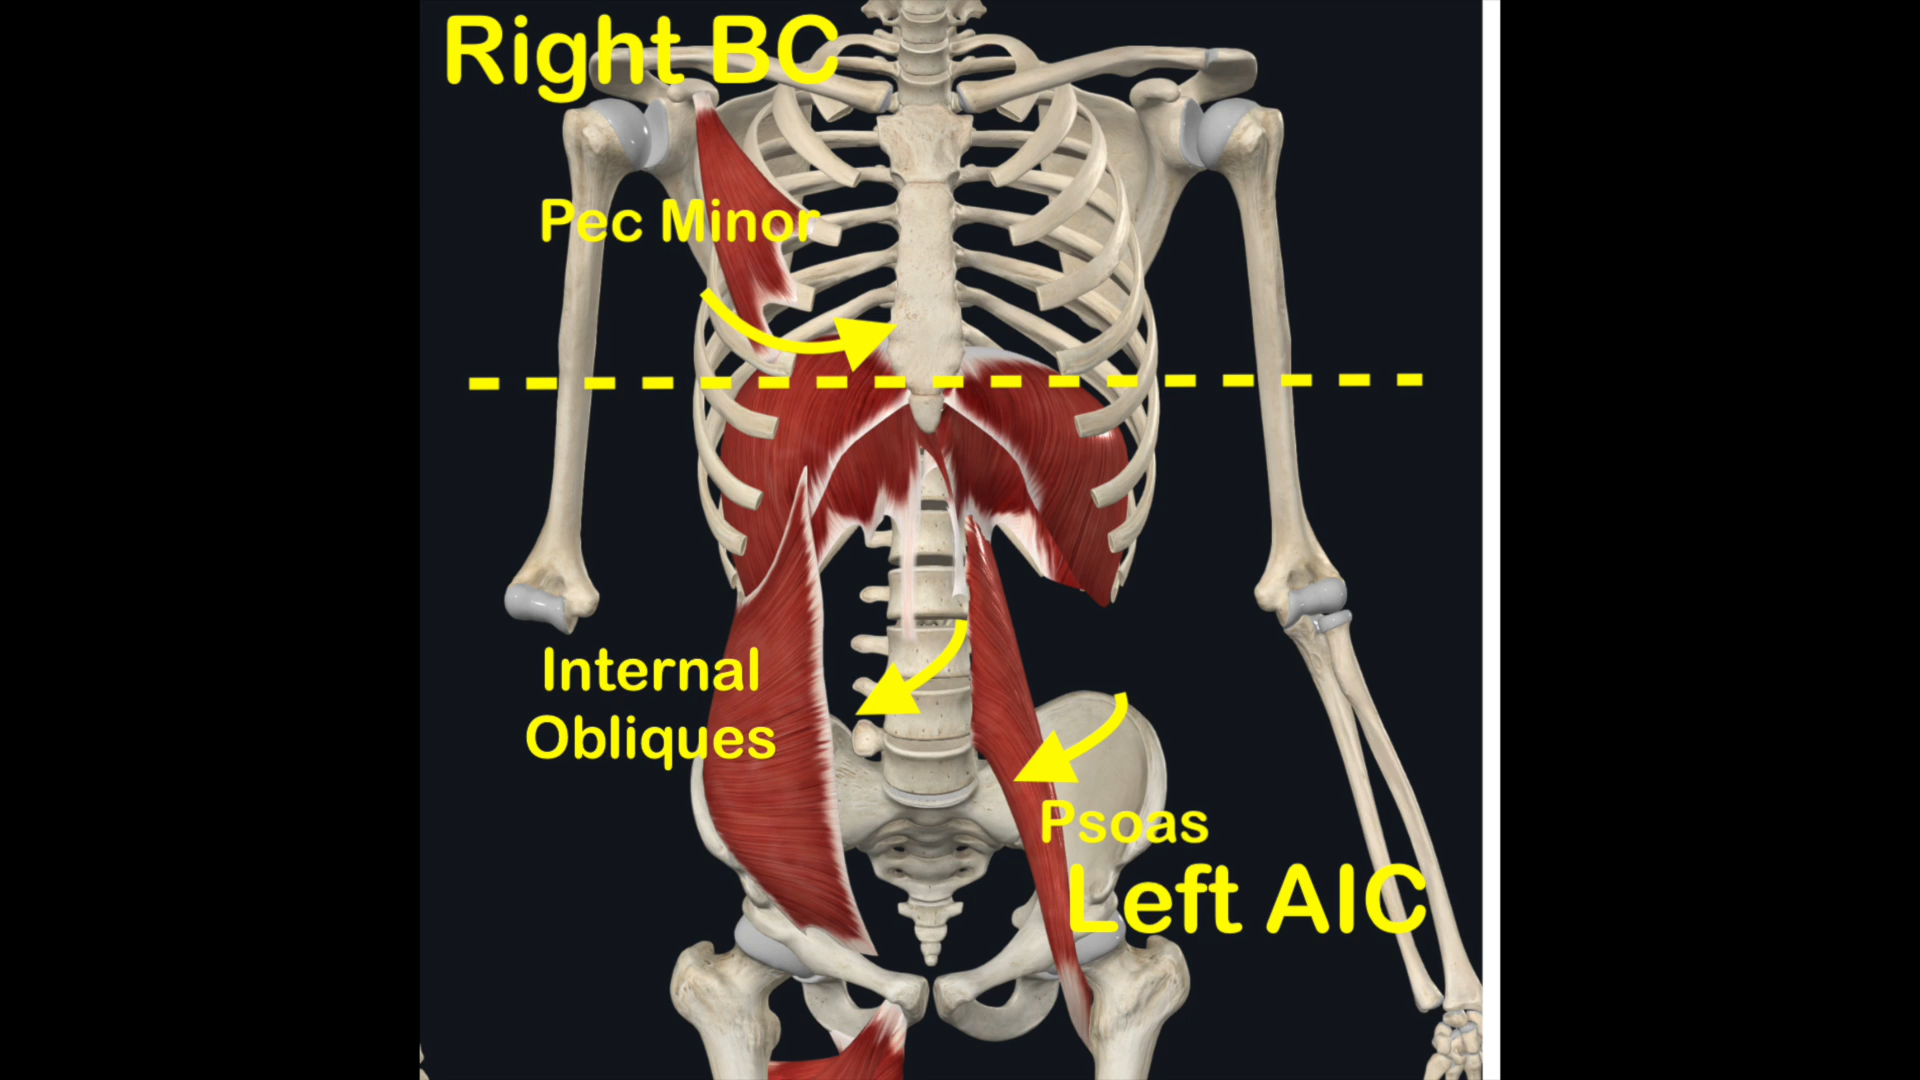 Right BC
Pec Minor
Internal
Obliques
Psoas
Left AIC